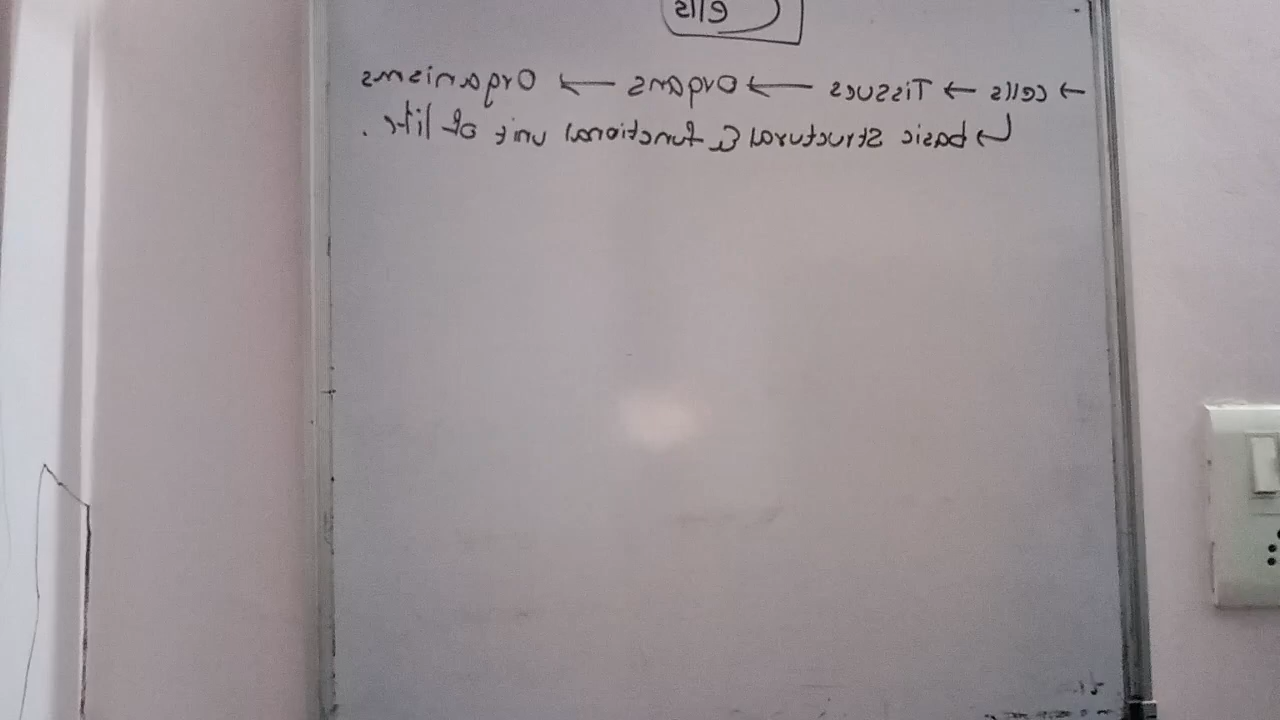 Cells
→ cells → Tissues → Organs → Organisms
↳ basic Structural & functional unit of life.